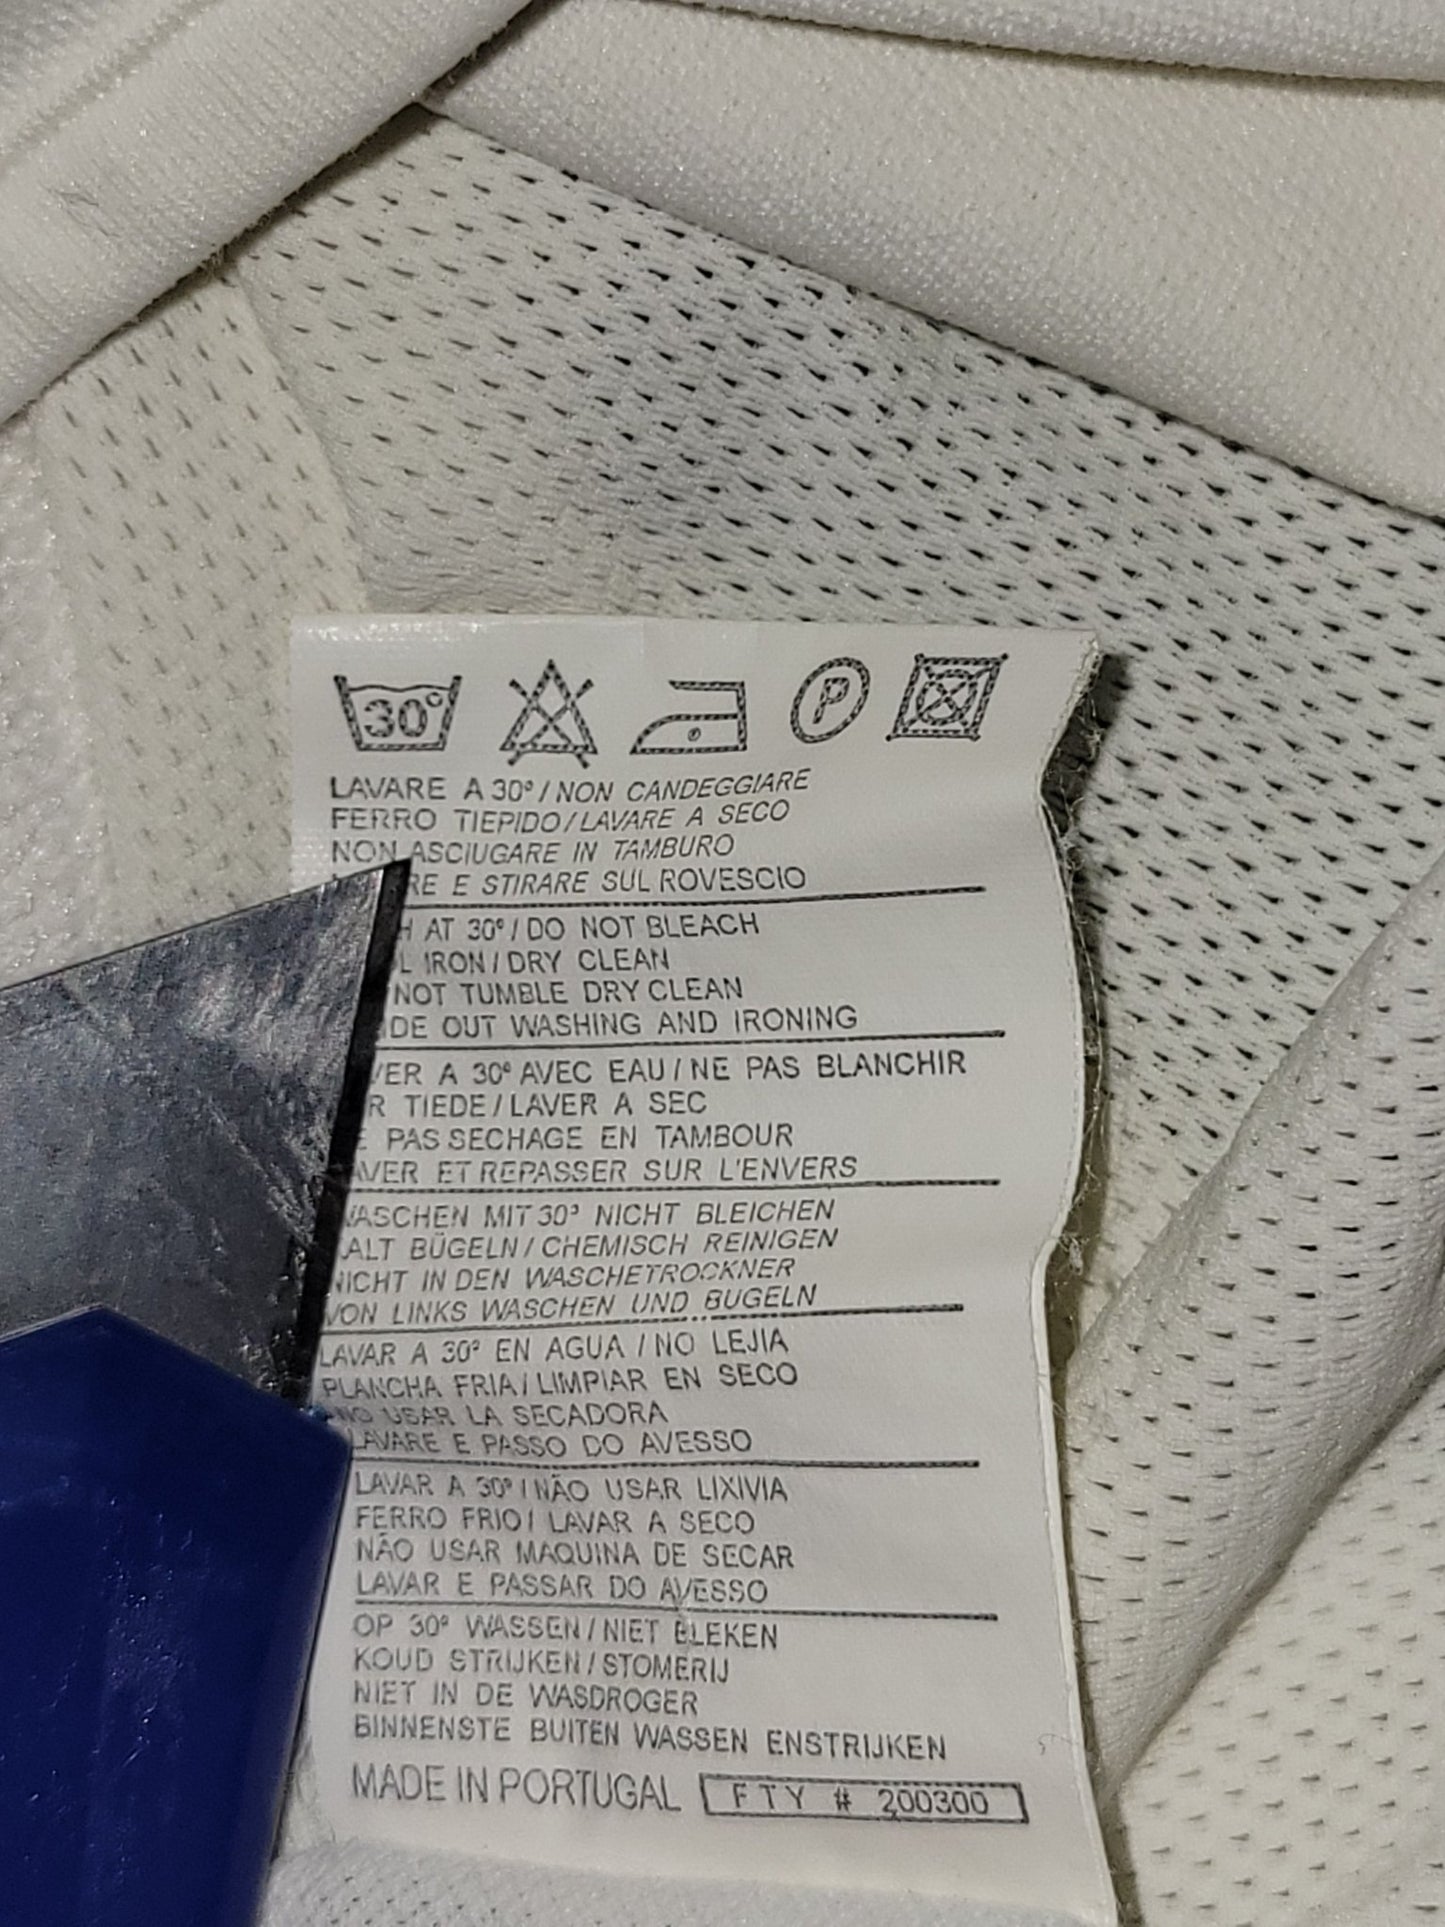 30°
P
LAVARE A 30° / NON CANDEGGIARE
FERRO TIEPIDO / LAVARE A SECO
NON ASCIUGARE IN TAMBURO
E STIRARE SUL ROVESCIO
AT 30° / DO NOT BLEACH
IRON / DRY CLEAN
NOT TUMBLE DRY CLEAN
OUT WASHING AND IRONING
A 30° AVEC EAU / NE PAS BLANCHIR
TIEDE / LAVER A SEC
PAS SECHAGE EN TAMBOUR
ET REPASSER SUR L'ENVERS
WASCHEN MIT 30° NICHT BLEICHEN
KALT BÜGELN / CHEMISCH REINIGEN
NICHT IN DEN WASCHETROCKNER
VON LINKS WASCHEN UND BUGELN
LAVAR A 30° EN AGUA / NO LEJIA
PLANCHA FRIA / LIMPIAR EN SECO
NO USAR LA SECADORA
LAVARE E PASSO DO AVESSO
LAVAR A 30° / NÃO USAR LIXIVIA
FERRO FRIO / LAVAR A SECO
NÃO USAR MAQUINA DE SECAR
LAVAR E PASSAR DO AVESSO
OP 30° WASSEN / NIET BLEKEN
KOUD STRIJKEN / STOMERIJ
NIET IN DE WASDROGER
BINNENSTE BUITEN WASSEN ENSTRIJKEN
MADE IN PORTUGAL FTY # 200300